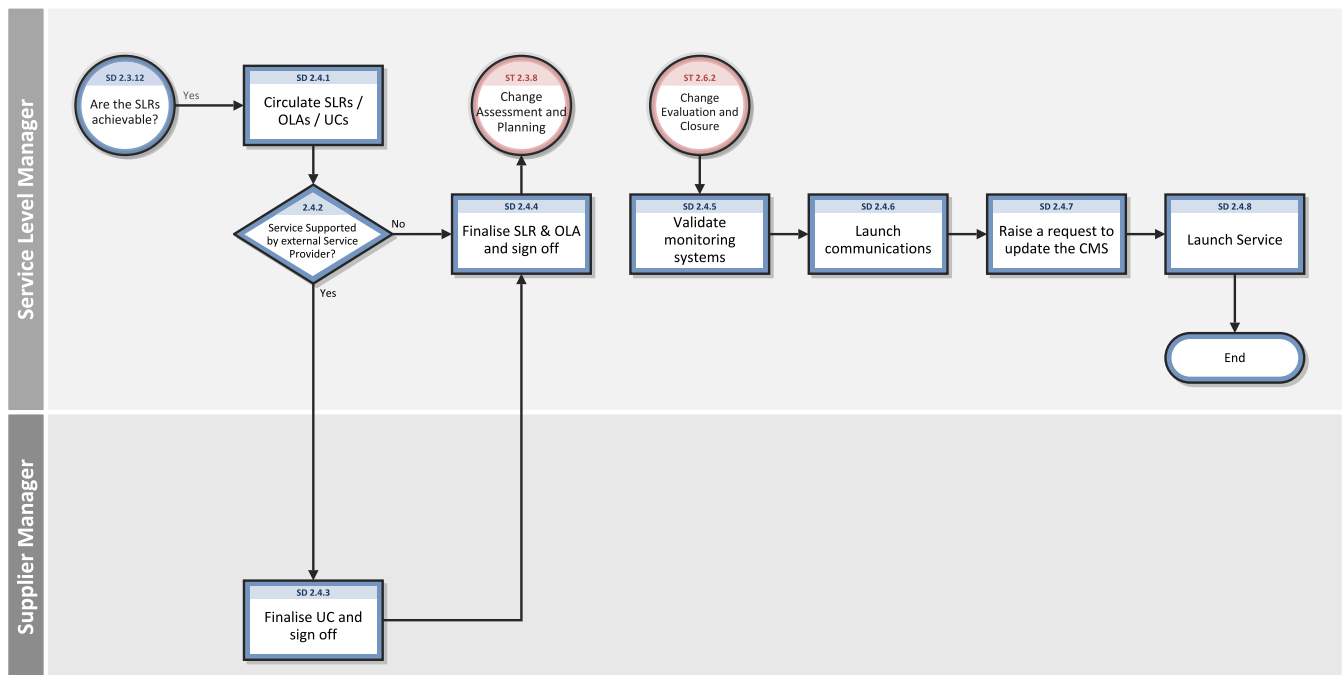 Service Level Manager
SD 2.3.12
Are the SLRs
achievable?
Yes
SD 2.4.1
Circulate SLRs /
OLAs / UCs
2.4.2
Service Supported
by external Service
Provider?
No
Yes
ST 2.3.8
Change
Assessment and
Planning
SD 2.4.4
Finalise SLR & OLA
and sign off
ST 2.6.2
Change
Evaluation and
Closure
SD 2.4.5
Validate
monitoring
systems
SD 2.4.6
Launch
communications
SD 2.4.7
Raise a request to
update the CMS
SD 2.4.8
Launch Service
End
Supplier Manager
SD 2.4.3
Finalise UC and
sign off